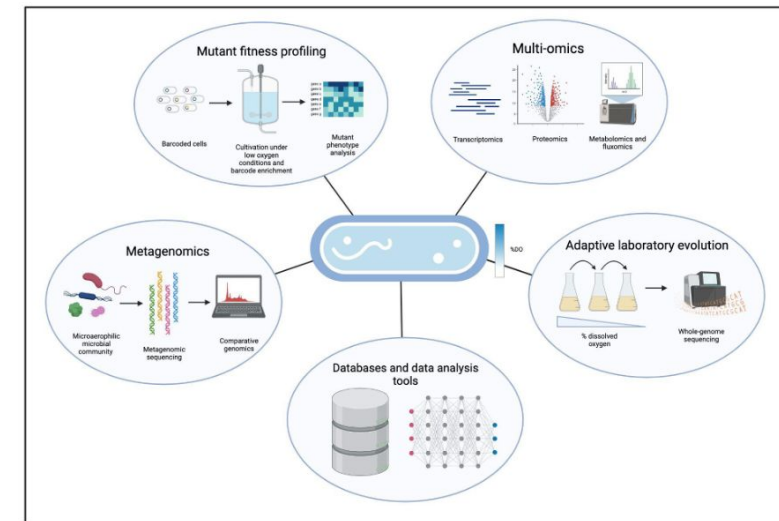 Mutant fitness profiling
Barcoded cells
Cultivation under
low oxygen
conditions and
barcode enrichment
Mutant
phenotype
analysis
Multi-omics
Transcriptomics
Proteomics
Metabolomics and
fluxomics
Metagenomics
Microaerophilic
microbial
community
Metagenomic
sequencing
Comparative
genomics
%DO
Adaptive laboratory evolution
% dissolved
oxygen
Whole-genome
sequencing
Databases and data analysis
tools